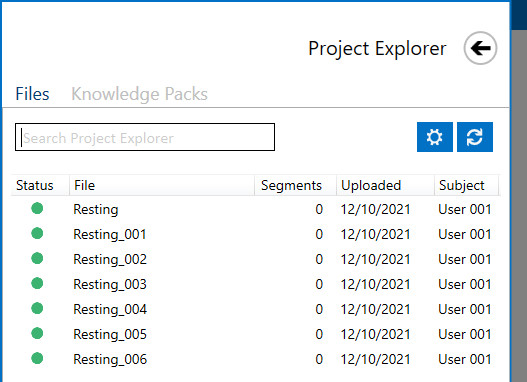 Project Explorer
Files Knowledge Packs
Search Project Explorer
Status File Segments Uploaded Subject
Resting 0 12/10/2021 User 001
Resting_001 0 12/10/2021 User 001
Resting_002 0 12/10/2021 User 001
Resting_003 0 12/10/2021 User 001
Resting_004 0 12/10/2021 User 001
Resting_005 0 12/10/2021 User 001
Resting_006 0 12/10/2021 User 001